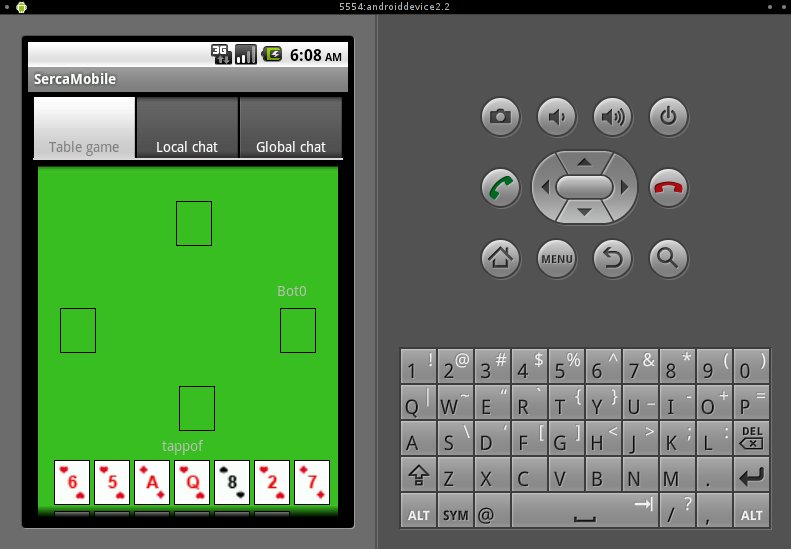 5554:androiddevice2.2
3G 6:08 AM
SercaMobile
Table game Local chat Global chat
Bot0
tappof
6 5 A Q 8 2 7
MENU
1 ! 2 @ 3 # 4 $ 5 % 6 ^ 7 & 8 * 9 ( 0 )
Q | W ~ E " R ` T { Y } U _ I - O + P =
A S \ D ' F [ G ] H < J > K ; L : DEL
Z X C V B N M .
ALT SYM @ / ? , ALT